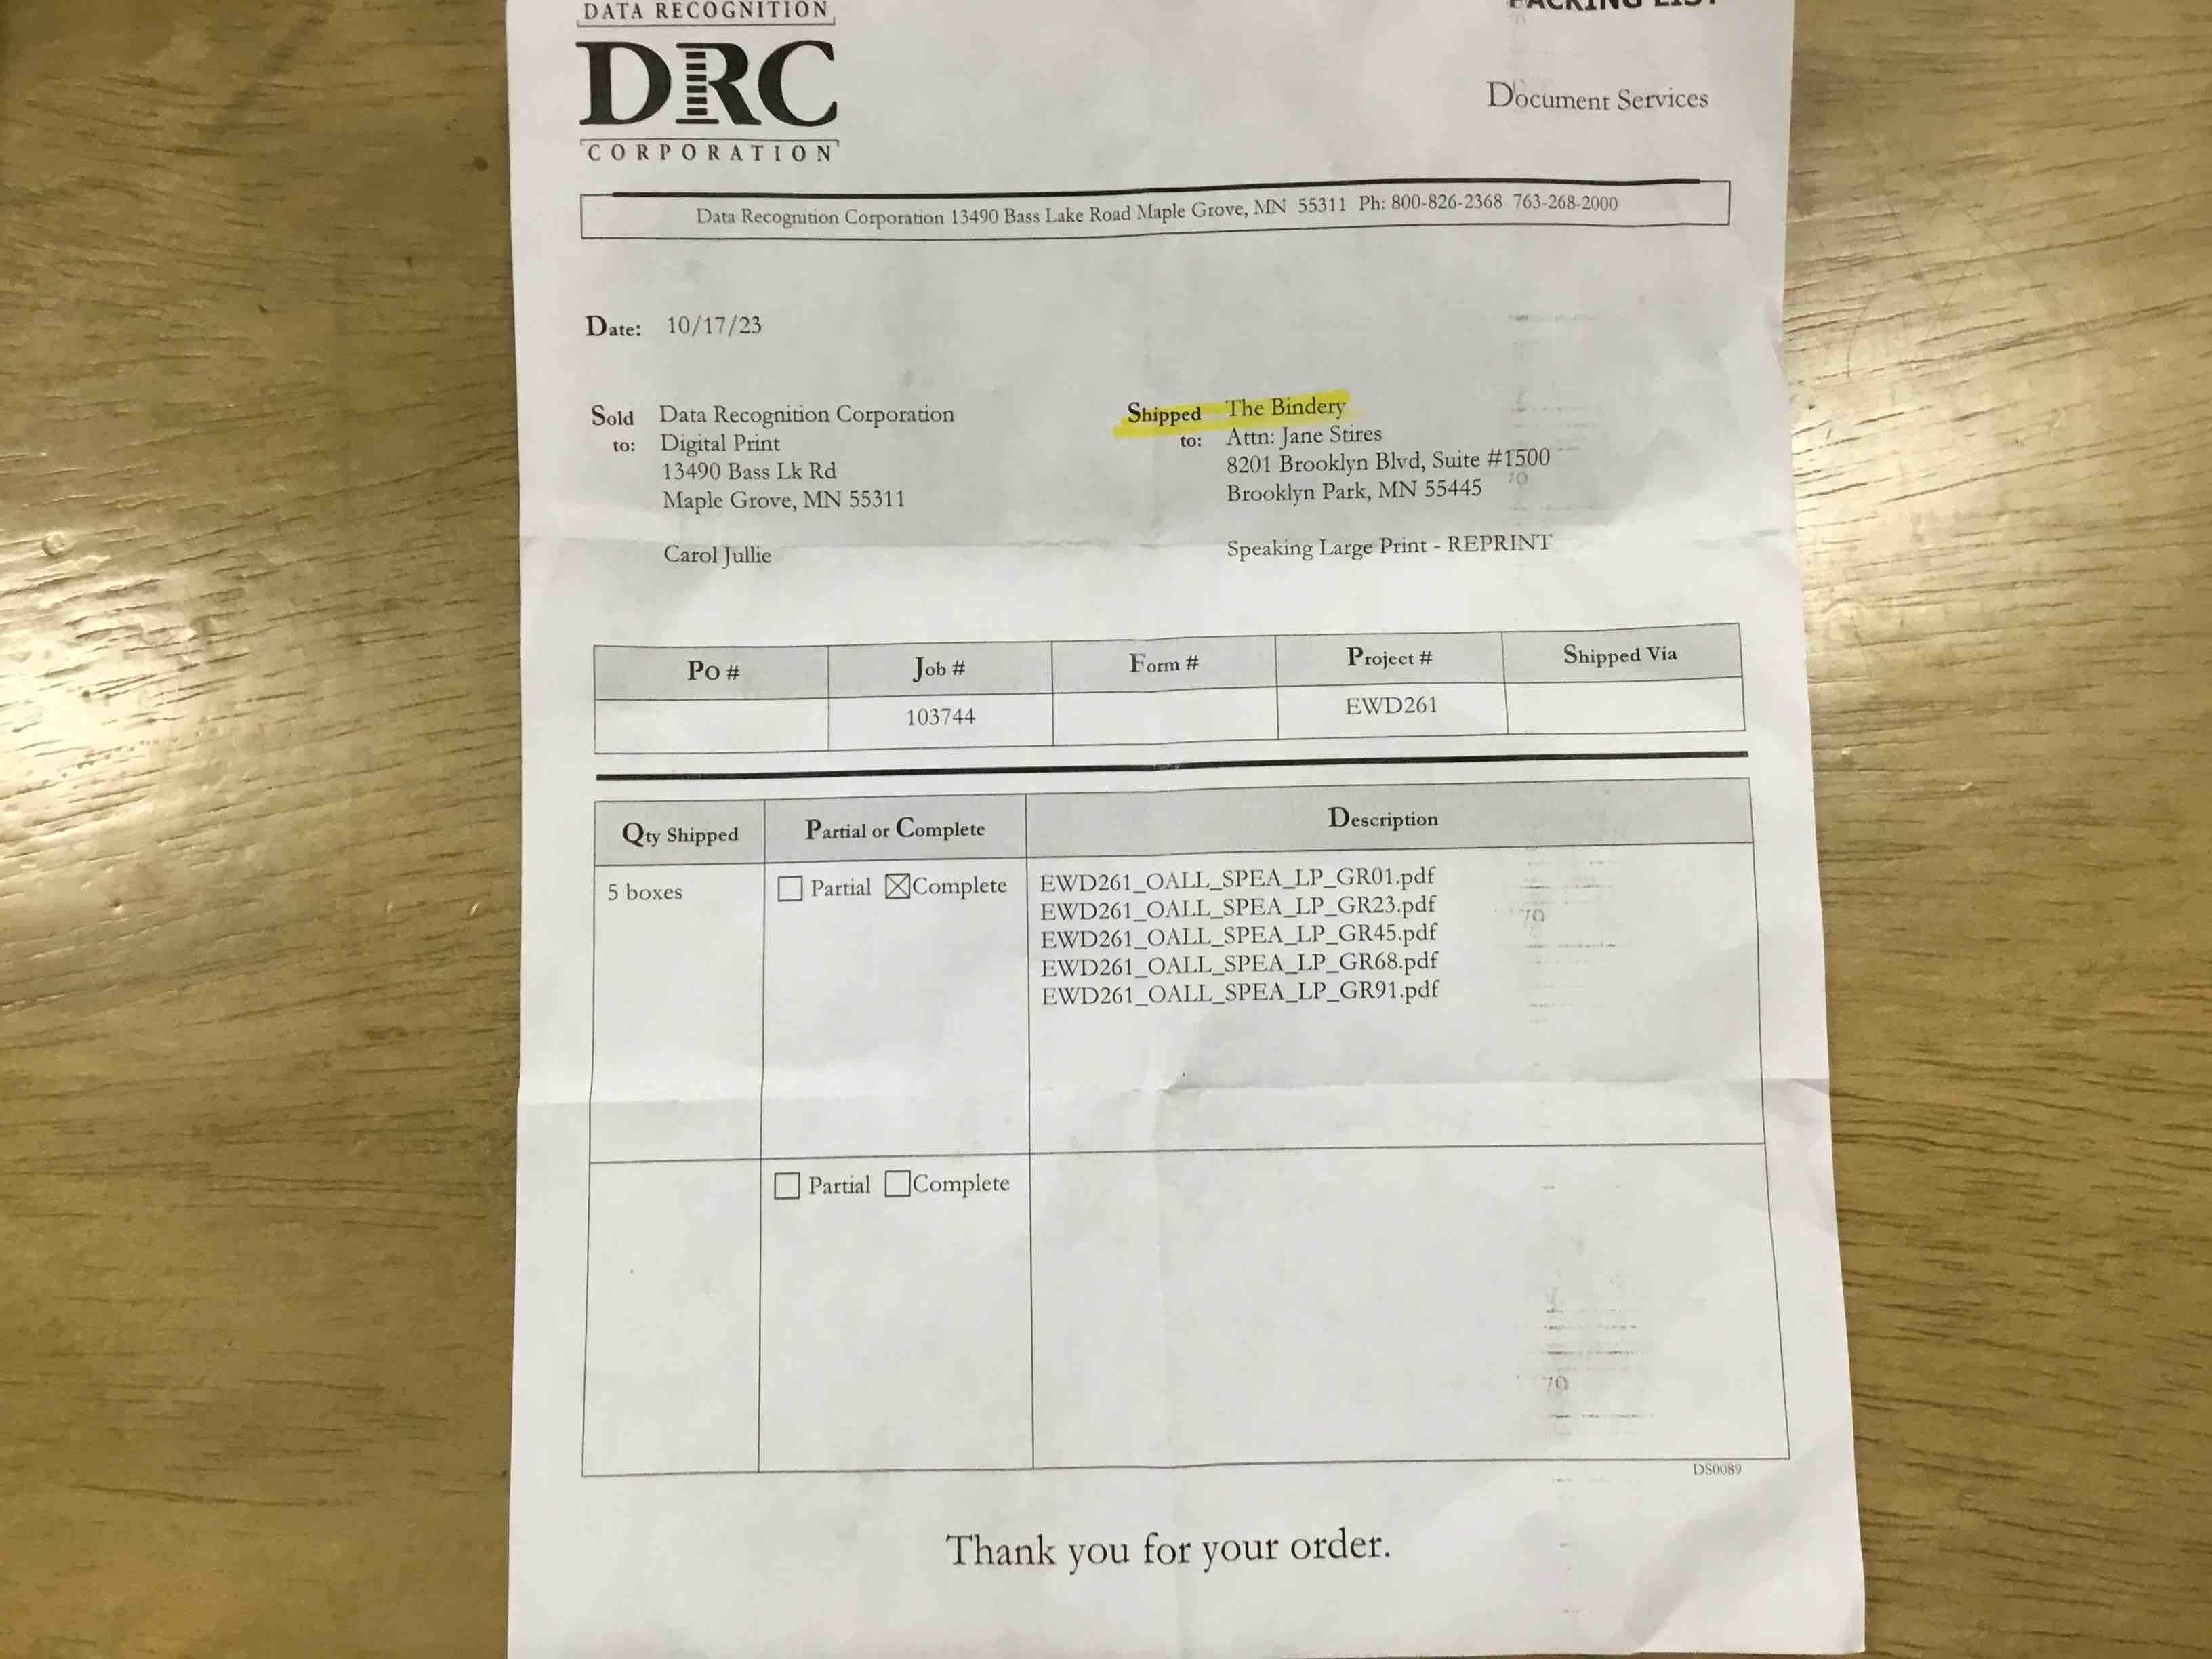 DATA RECOGNITION
DRC
CORPORATION
PACKING LIST
Document Services
Data Recognition Corporation 13490 Bass Lake Road Maple Grove, MN 55311 Ph: 800-826-2368 763-268-2000
Date: 10/17/23
Sold to: Data Recognition Corporation
Digital Print
13490 Bass Lk Rd
Maple Grove, MN 55311
Carol Jullie
Shipped to: The Bindery
Attn: Jane Stires
8201 Brooklyn Blvd, Suite #1500
Brooklyn Park, MN 55445
Speaking Large Print - REPRINT
PO # Job # Form # Project # Shipped Via
103744 EWD261
Qty Shipped Partial or Complete Description
5 boxes Partial Complete EWD261_OALL_SPEA_LP_GR01.pdf
EWD261_OALL_SPEA_LP_GR23.pdf
EWD261_OALL_SPEA_LP_GR45.pdf
EWD261_OALL_SPEA_LP_GR68.pdf
EWD261_OALL_SPEA_LP_GR91.pdf
Partial Complete
DS0089
Thank you for your order.